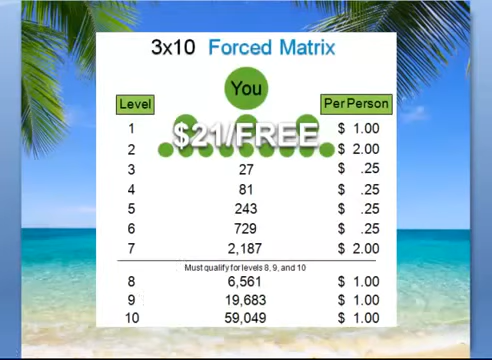 3x10 Forced Matrix
You
Level Per Person
1 $ 1.00
$21/FREE
2 $ 2.00
3 27 $ .25
4 81 $ .25
5 243 $ .25
6 729 $ .25
7 2,187 $ 2.00
Must qualify for levels 8, 9, and 10
8 6,561 $ 1.00
9 19,683 $ 1.00
10 59,049 $ 1.00